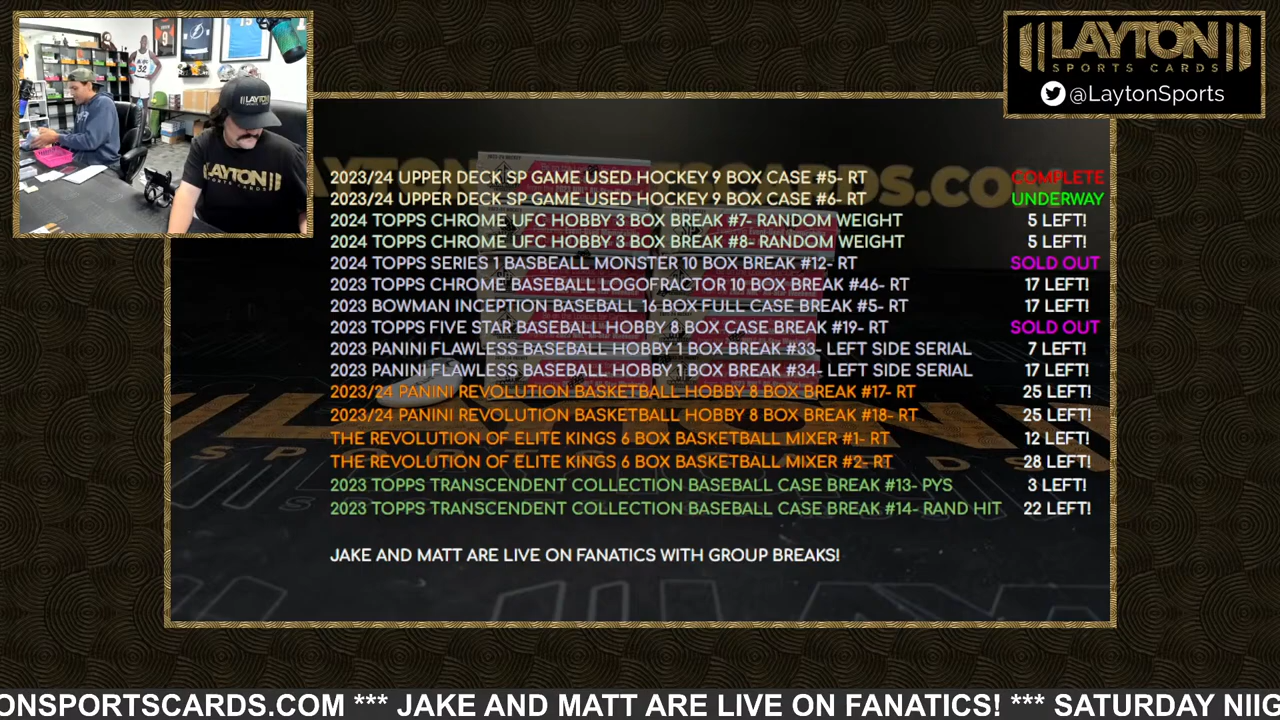 LAYTON
SPORTS CARDS
@LaytonSports
2023/24 UPPER DECK SP GAME USED HOCKEY 9 BOX CASE #5- RT COMPLETE
2023/24 UPPER DECK SP GAME USED HOCKEY 9 BOX CASE #6- RT UNDERWAY
2024 TOPPS CHROME UFC HOBBY 3 BOX BREAK #7- RANDOM WEIGHT 5 LEFT!
2024 TOPPS CHROME UFC HOBBY 3 BOX BREAK #8- RANDOM WEIGHT 5 LEFT!
2024 TOPPS SERIES 1 BASBEALL MONSTER 10 BOX BREAK #12- RT SOLD OUT
2023 TOPPS CHROME BASEBALL LOGOFRACTOR 10 BOX BREAK #46- RT 17 LEFT!
2023 BOWMAN INCEPTION BASEBALL 16 BOX FULL CASE BREAK #5- RT 17 LEFT!
2023 TOPPS FIVE STAR BASEBALL HOBBY 8 BOX CASE BREAK #19- RT SOLD OUT
2023 PANINI FLAWLESS BASEBALL HOBBY 1 BOX BREAK #33- LEFT SIDE SERIAL 7 LEFT!
2023 PANINI FLAWLESS BASEBALL HOBBY 1 BOX BREAK #34- LEFT SIDE SERIAL 17 LEFT!
2023/24 PANINI REVOLUTION BASKETBALL HOBBY 8 BOX BREAK #17- RT 25 LEFT!
2023/24 PANINI REVOLUTION BASKETBALL HOBBY 8 BOX BREAK #18- RT 25 LEFT!
THE REVOLUTION OF ELITE KINGS 6 BOX BASKETBALL MIXER #1- RT 12 LEFT!
THE REVOLUTION OF ELITE KINGS 6 BOX BASKETBALL MIXER #2- RT 28 LEFT!
2023 TOPPS TRANSCENDENT COLLECTION BASEBALL CASE BREAK #13- PYS 3 LEFT!
2023 TOPPS TRANSCENDENT COLLECTION BASEBALL CASE BREAK #14- RAND HIT 22 LEFT!
JAKE AND MATT ARE LIVE ON FANATICS WITH GROUP BREAKS!
ONSPORTSCARDS.COM *** JAKE AND MATT ARE LIVE ON FANATICS! *** SATURDAY NIIG